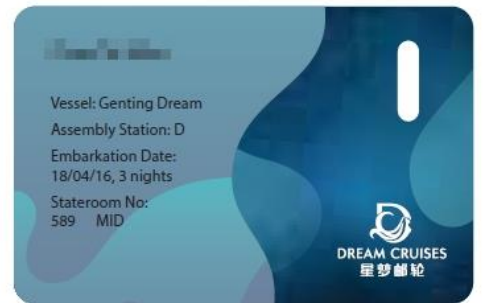 Vessel: Genting Dream
Assembly Station: D
Embarkation Date:
18/04/16, 3 nights
Stateroom No:
589 MID
DREAM CRUISES
星梦邮轮